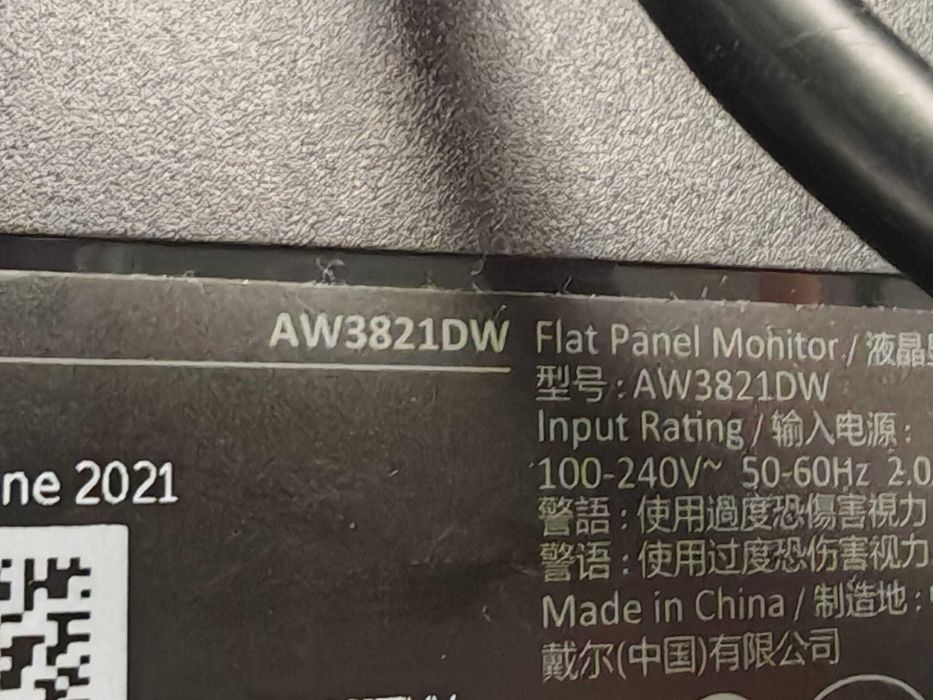 AW3821DW
ne 2021
Flat Panel Monitor / 液晶
型号 : AW3821DW
Input Rating / 输入电源 :
100-240V~ 50-60Hz 2.0
警語 : 使用過度恐傷害視力
警语 : 使用过度恐伤害视力
Made in China / 制造地 :
戴尔(中国)有限公司